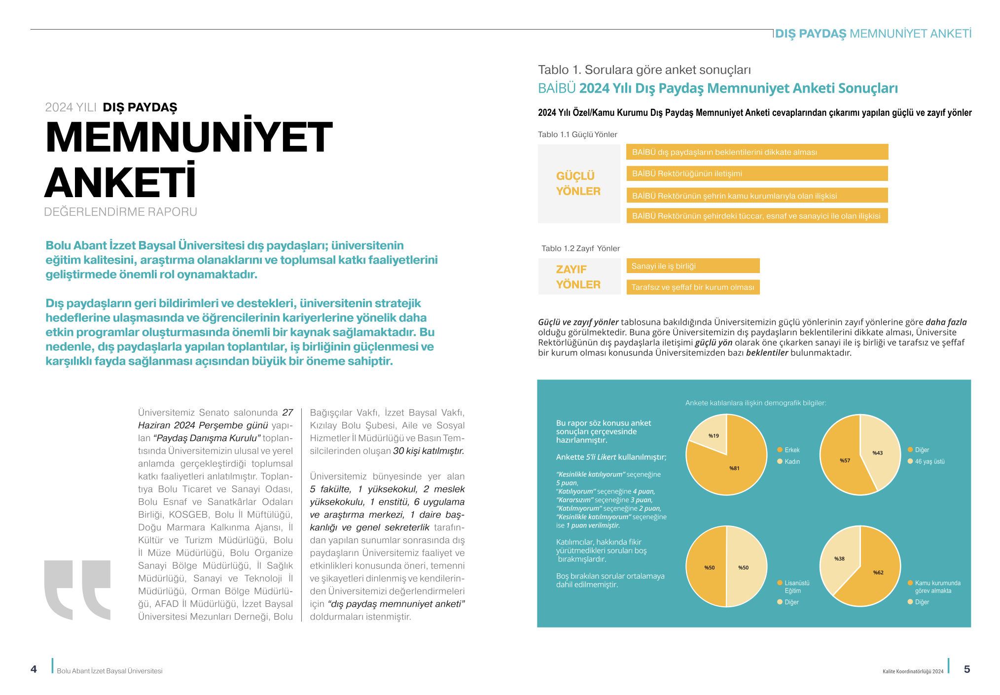 DIŞ PAYDAŞ MEMNUNİYET ANKETİ
2024 YILI DIŞ PAYDAŞ
MEMNUNİYET
ANKETİ
DEĞERLENDİRME RAPORU
Bolu Abant İzzet Baysal Üniversitesi dış paydaşları; üniversitenin
eğitim kalitesini, araştırma olanaklarını ve toplumsal katkı faaliyetlerini
geliştirmede önemli rol oynamaktadır.
Dış paydaşların geri bildirimleri ve destekleri, üniversitenin stratejik
hedeflerine ulaşmasında ve öğrencilerinin kariyerlerine yönelik daha
etkin programlar oluşturmasında önemli bir kaynak sağlamaktadır. Bu
nedenle, dış paydaşlarla yapılan toplantılar, iş birliğinin güçlenmesi ve
karşılıklı fayda sağlanması açısından büyük bir öneme sahiptir.
Üniversitemiz Senato salonunda 27
Haziran 2024 Perşembe günü yapı-
lan “Paydaş Danışma Kurulu” toplan-
tısında Üniversitemizin ulusal ve yerel
anlamda gerçekleştirdiği toplumsal
katkı faaliyetleri anlatılmıştır. Toplan-
tıya Bolu Ticaret ve Sanayi Odası,
Bolu Esnaf ve Sanatkârlar Odaları
Birliği, KOSGEB, Bolu İl Müftülüğü,
Doğu Marmara Kalkınma Ajansı, İl
Kültür ve Turizm Müdürlüğü, Bolu
İl Müze Müdürlüğü, Bolu Organize
Sanayi Bölge Müdürlüğü, İl Sağlık
Müdürlüğü, Sanayi ve Teknoloji İl
Müdürlüğü, Orman Bölge Müdürlü-
ğü, AFAD İl Müdürlüğü, İzzet Baysal
Üniversitesi Mezunları Derneği, Bolu
Bağışçılar Vakfı, İzzet Baysal Vakfı,
Kızılay Bolu Şubesi, Aile ve Sosyal
Hizmetler İl Müdürlüğü ve Basın Tem-
silcilerinden oluşan 30 kişi katılmıştır.
Üniversitemiz bünyesinde yer alan
5 fakülte, 1 yüksekokul, 2 meslek
yüksekokulu, 1 enstitü, 6 uygulama
ve araştırma merkezi, 1 daire baş-
kanlığı ve genel sekreterlik tarafın-
dan yapılan sunumlar sonrasında dış
paydaşların Üniversitemiz faaliyet ve
etkinlikleri konusunda öneri, temenni
ve şikayetleri dinlenmiş ve kendilerin-
den Üniversitemizi değerlendirmeleri
için “dış paydaş memnuniyet anketi”
doldurmaları istenmiştir.
4
Bolu Abant İzzet Baysal Üniversitesi
Tablo 1. Sorulara göre anket sonuçları
BAİBÜ 2024 Yılı Dış Paydaş Memnuniyet Anketi Sonuçları
2024 Yılı Özel/Kamu Kurumu Dış Paydaş Memnuniyet Anketi cevaplarından çıkarımı yapılan güçlü ve zayıf yönler
Tablo 1.1 Güçlü Yönler
GÜÇLÜ
YÖNLER
BAİBÜ dış paydaşların beklentilerini dikkate alması
BAİBÜ Rektörlüğünün iletişimi
BAİBÜ Rektörünün şehrin kamu kurumlarıyla olan ilişkisi
BAİBÜ Rektörünün şehirdeki tüccar, esnaf ve sanayici ile olan ilişkisi
Tablo 1.2 Zayıf Yönler
ZAYIF
YÖNLER
Sanayi ile iş birliği
Tarafsız ve şeffaf bir kurum olması
Güçlü ve zayıf yönler tablosuna bakıldığında Üniversitemizin güçlü yönlerinin zayıf yönlerine göre daha fazla
olduğu görülmektedir. Buna göre Üniversitemizin dış paydaşların beklentilerini dikkate alması, Üniversite
Rektörlüğünün dış paydaşlarla iletişimi güçlü yön olarak öne çıkarken sanayi ile iş birliği ve tarafsız ve şeffaf
bir kurum olması konusunda Üniversitemizden bazı beklentiler bulunmaktadır.
Bu rapor söz konusu anket
sonuçları çerçevesinde
hazırlanmıştır.
Ankette 5’li Likert kullanılmıştır;
“Kesinlikle katılıyorum” seçeneğine
5 puan,
“Katılıyorum” seçeneğine 4 puan,
“Kararsızım” seçeneğine 3 puan,
“Katılmıyorum” seçeneğine 2 puan,
“Kesinlikle katılmıyorum” seçeneğine
ise 1 puan verilmiştir.
Katılımcılar, hakkında fikir
yürütmedikleri soruları boş
bırakmışlardır.
Boş bırakılan sorular ortalamaya
dahil edilmemiştir.
Ankete katılanlara ilişkin demografik bilgiler:
%19
%81
Erkek
Kadın
%57
%43
Diğer
46 yaş üstü
%50
%50
Lisanüstü
Eğitim
Diğer
%38
%62
Kamu kurumunda
görev almakta
Diğer
Kalite Koordinatörlüğü 2024
5